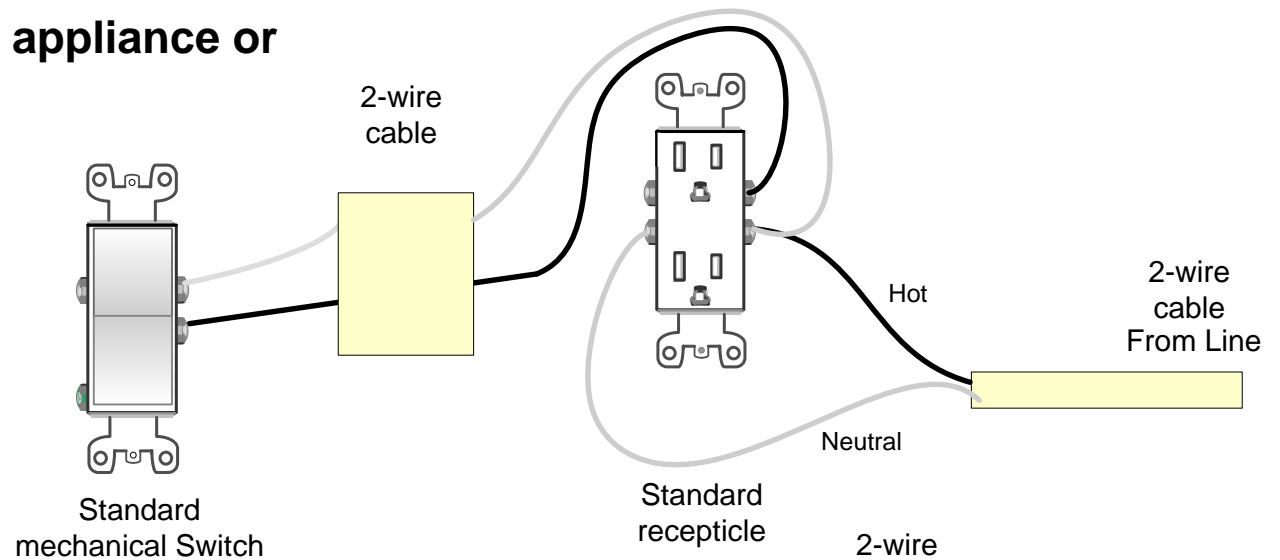 appliance or
2-wire
cable
Hot
2-wire
cable
From Line
Neutral
Standard
mechanical Switch
Standard
recepticle
2-wire